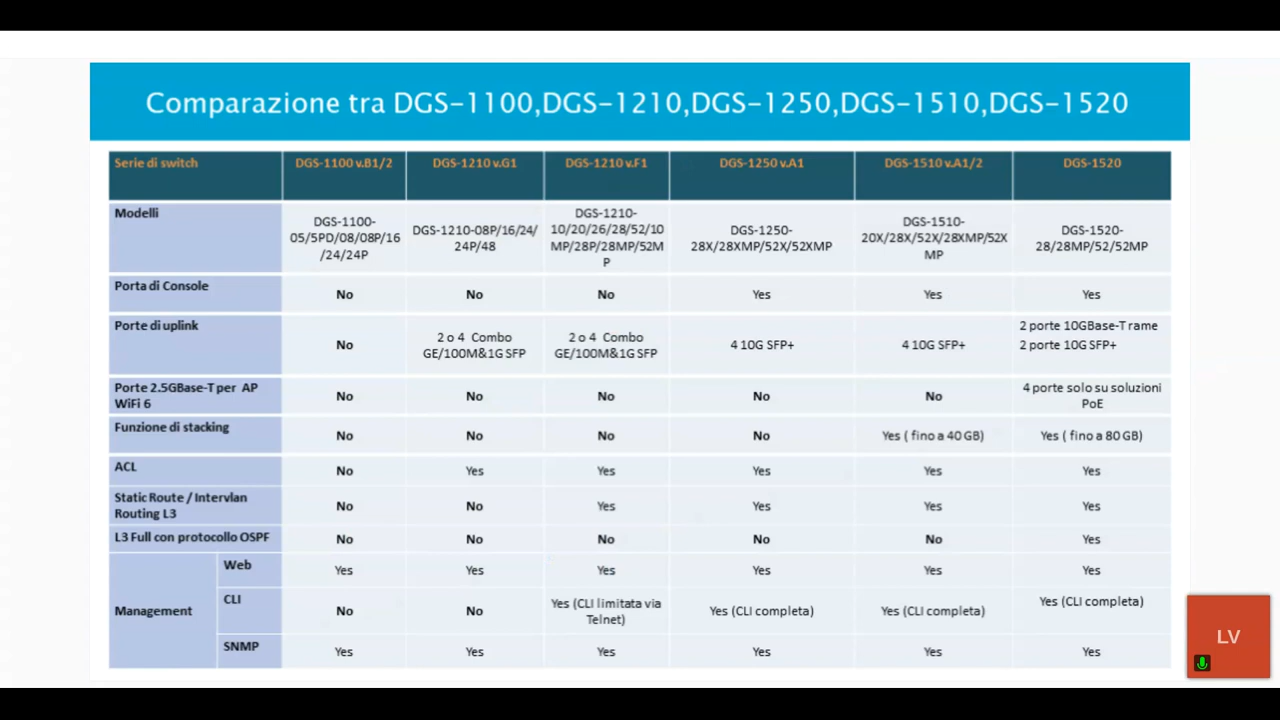 Comparazione tra DGS-1100,DGS-1210,DGS-1250,DGS-1510,DGS-1520
Serie di switch DGS-1100 v.B1/2 DGS-1210 v.G1 DGS-1210 v.F1 DGS-1250 v.A1 DGS-1510 v.A1/2 DGS-1520
Modelli
DGS-1100-
05/5PD/08/08P/16
/24/24P
DGS-1210-08P/16/24/
24P/48
DGS-1210-
10/20/26/28/52/10
MP/28P/28MP/52M
P
DGS-1250-
28X/28XMP/52X/52XMP
DGS-1510-
20X/28X/52X/28XMP/52X
MP
DGS-1520-
28/28MP/52/52MP
Porta di Console No No No Yes Yes Yes
Porte di uplink
No
2 o 4 Combo
GE/100M&1G SFP
2 o 4 Combo
GE/100M&1G SFP
4 10G SFP+
4 10G SFP+
2 porte 10GBase-T rame
2 porte 10G SFP+
Porte 2.5GBase-T per AP
WiFi 6
No No No No No
4 porte solo su soluzioni
PoE
Funzione di stacking No No No No Yes ( fino a 40 GB) Yes ( fino a 80 GB)
ACL No Yes Yes Yes Yes Yes
Static Route / Intervlan
Routing L3
No No Yes Yes Yes Yes
L3 Full con protocollo OSPF No No No No No Yes
Management
Web Yes Yes Yes Yes Yes Yes
CLI No No
Yes (CLI limitata via
Telnet)
Yes (CLI completa) Yes (CLI completa) Yes (CLI completa)
SNMP Yes Yes Yes Yes Yes Yes
LV